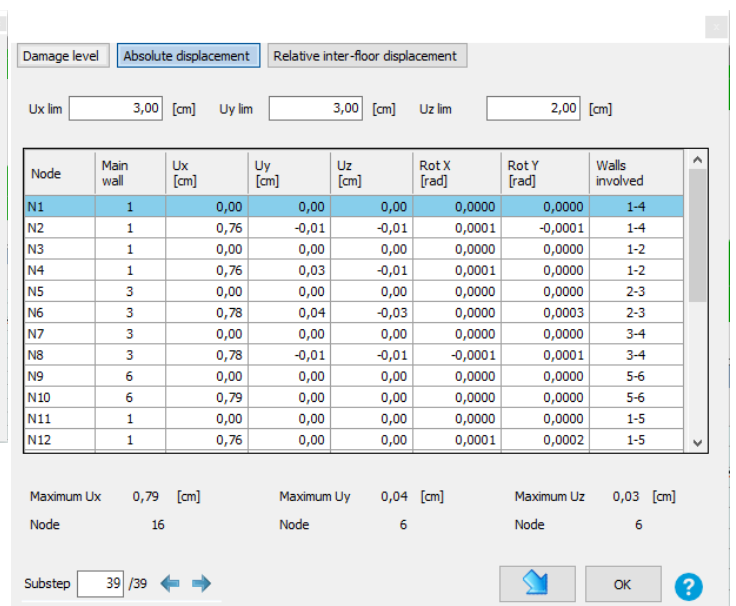 Damage level Absolute displacement Relative inter-floor displacement
Ux lim 3,00 [cm] Uy lim 3,00 [cm] Uz lim 2,00 [cm]
Node Main wall Ux [cm] Uy [cm] Uz [cm] Rot X [rad] Rot Y [rad] Walls involved
N1 1 0,00 0,00 0,00 0,0000 0,0000 1-4
N2 1 0,76 -0,01 -0,01 0,0001 -0,0001 1-4
N3 1 0,00 0,00 0,00 0,0000 0,0000 1-2
N4 1 0,76 0,03 -0,01 0,0001 0,0000 1-2
N5 3 0,00 0,00 0,00 0,0000 0,0000 2-3
N6 3 0,78 0,04 -0,03 0,0000 0,0003 2-3
N7 3 0,00 0,00 0,00 0,0000 0,0000 3-4
N8 3 0,78 -0,01 -0,01 -0,0001 0,0001 3-4
N9 6 0,00 0,00 0,00 0,0000 0,0000 5-6
N10 6 0,79 0,00 0,00 0,0000 0,0000 5-6
N11 1 0,00 0,00 0,00 0,0000 0,0000 1-5
N12 1 0,76 0,00 0,00 0,0001 0,0002 1-5
Maximum Ux 0,79 [cm] Maximum Uy 0,04 [cm] Maximum Uz 0,03 [cm]
Node 16 Node 6 Node 6
Substep 39 /39 OK ?